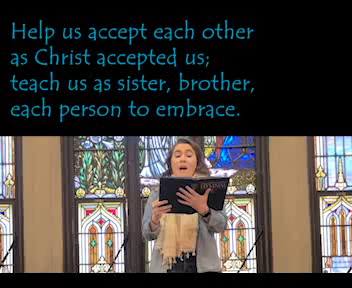 Help us accept each other
as Christ accepted us;
teach us as sister, brother,
each person to embrace.